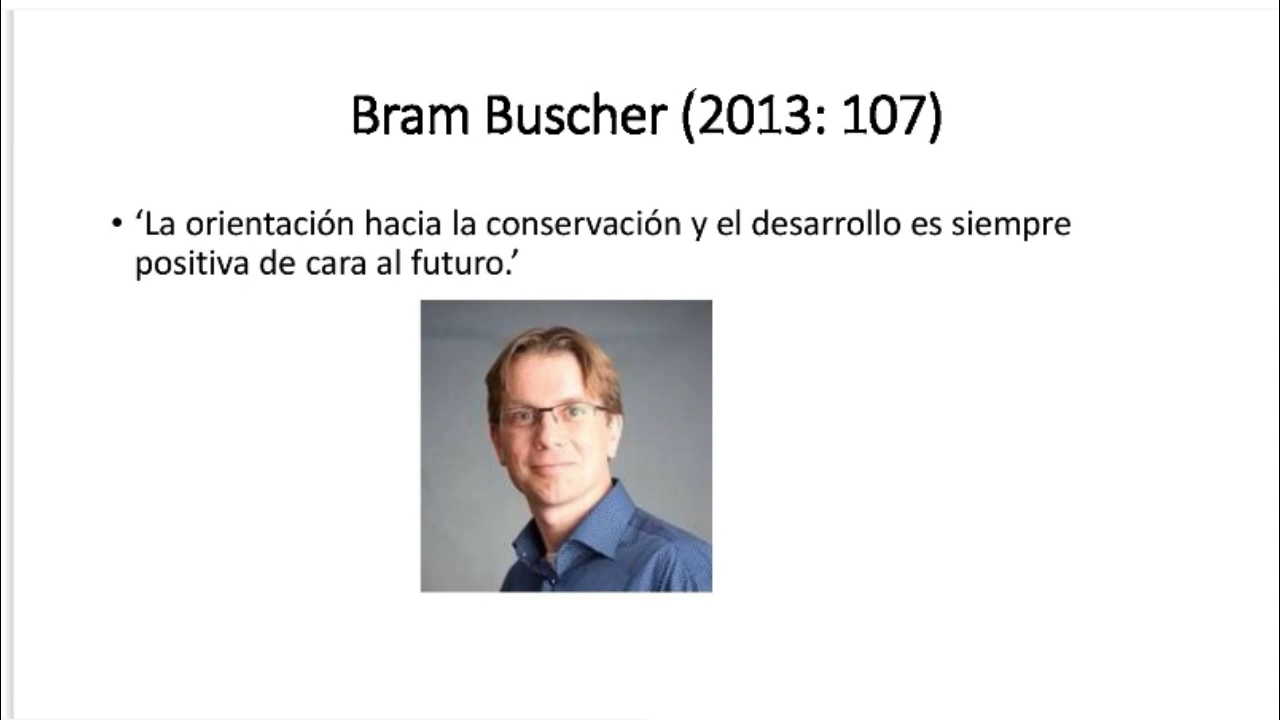 Bram Buscher (2013: 107)
• ‘La orientación hacia la conservación y el desarrollo es siempre
positiva de cara al futuro.’